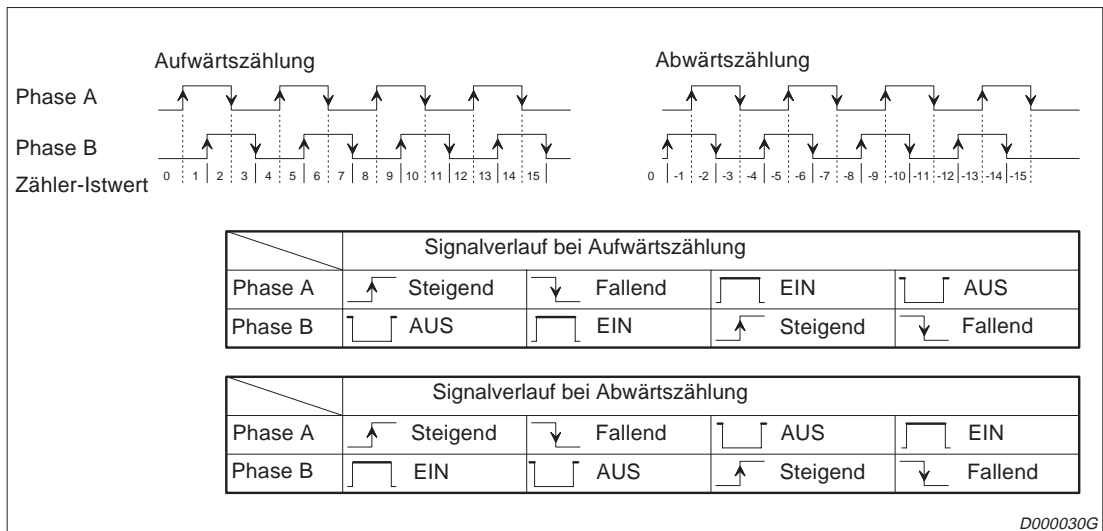 Aufwärtszählung Abwärtszählung
Phase A
Phase B
Zähler-Istwert 0 1 2 3 4 5 6 7 8 9 10 11 12 13 14 15 0 -1 -2 -3 -4 -5 -6 -7 -8 -9 -10 -11 -12 -13 -14 -15
Signalverlauf bei Aufwärtszählung
Phase A Steigend Fallend EIN AUS
Phase B AUS EIN Steigend Fallend
Signalverlauf bei Abwärtszählung
Phase A Steigend Fallend AUS EIN
Phase B EIN AUS Steigend Fallend
D000030G